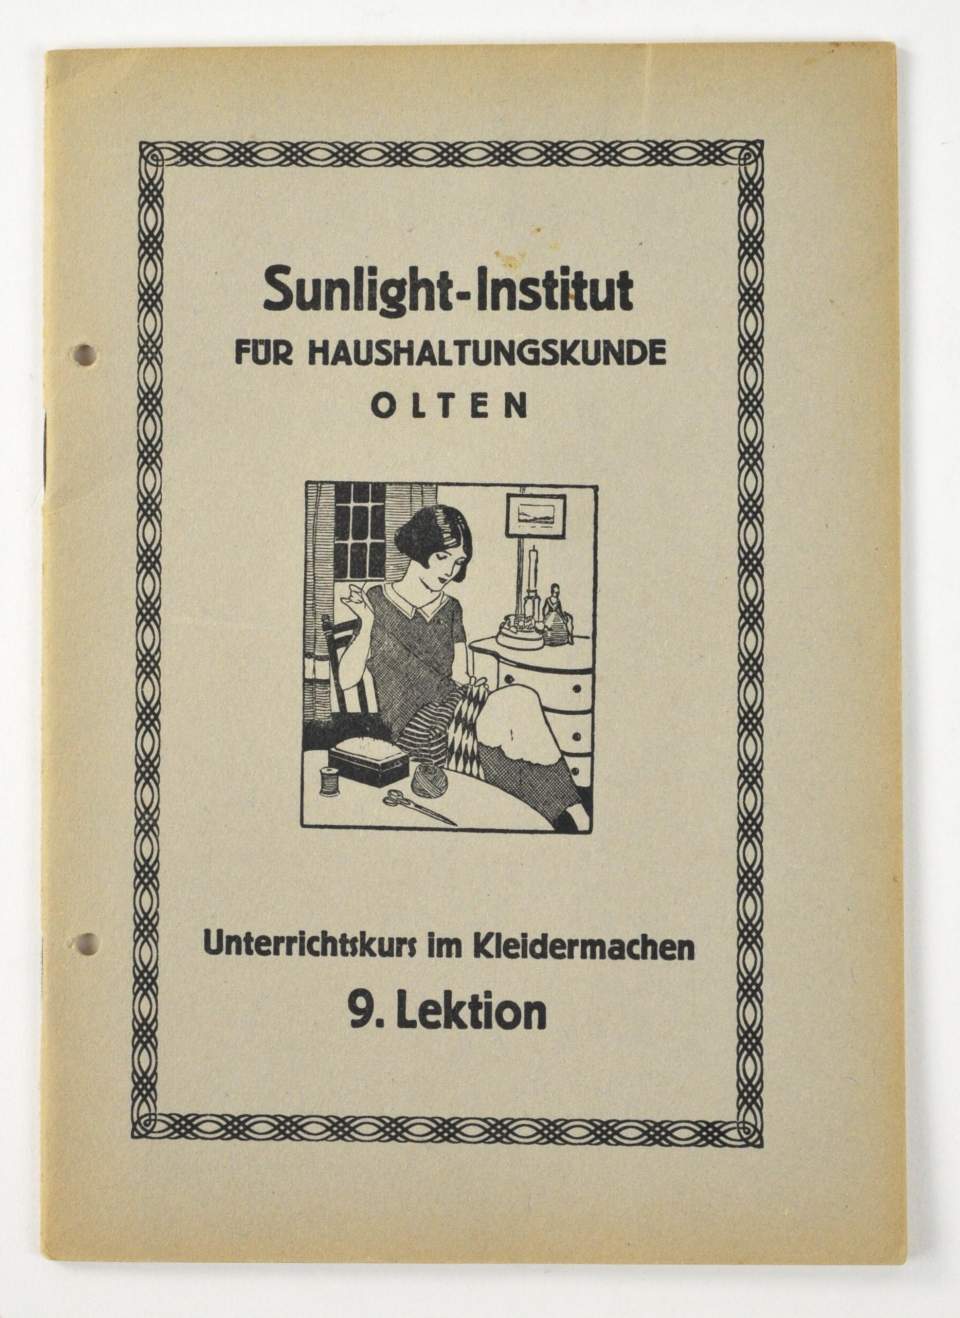 Sunlight-Institut
FÜR HAUSHALTUNGSKUNDE
OLTEN
Unterrichtskurs im Kleidermachen
9. Lektion